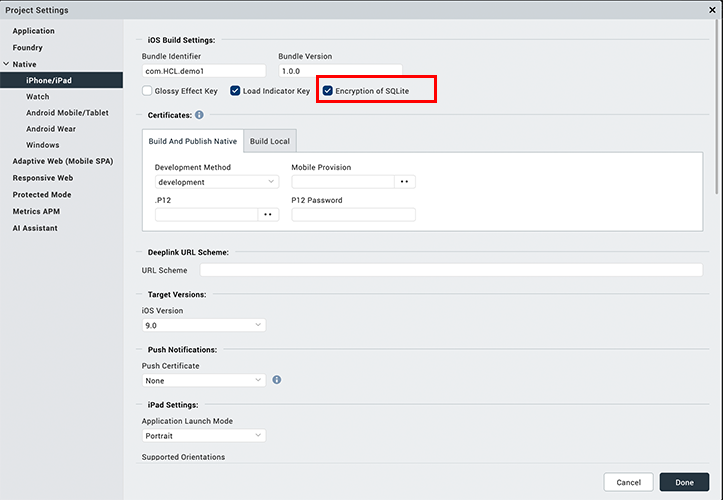 Project Settings
Application
Foundry
Native
iPhone/iPad
Watch
Android Mobile/Tablet
Android Wear
Windows
Adaptive Web (Mobile SPA)
Responsive Web
Protected Mode
Metrics APM
AI Assistant
iOS Build Settings:
Bundle Identifier Bundle Version
com.HCL.demo1 1.0.0
Glossy Effect Key Load Indicator Key Encryption of SQLite
Certificates:
Build And Publish Native Build Local
Development Method Mobile Provision
development
.P12 P12 Password
Deeplink URL Scheme:
URL Scheme
Target Versions:
iOS Version
9.0
Push Notifications:
Push Certificate
None
iPad Settings:
Application Launch Mode
Portrait
Supported Orientations
Cancel Done